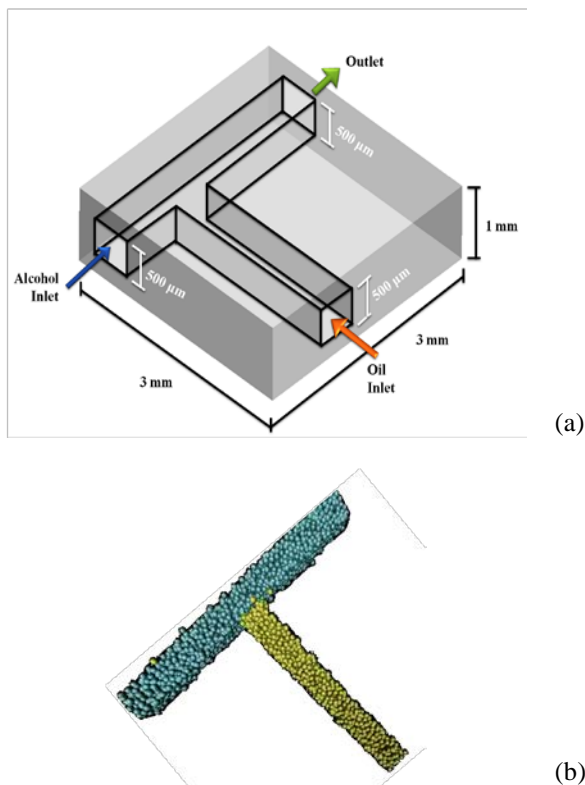 Outlet
500 µm
1 mm
Alcohol
Inlet
500 µm
500 µm
3 mm
3 mm
Oil
Inlet
(a)
(b)